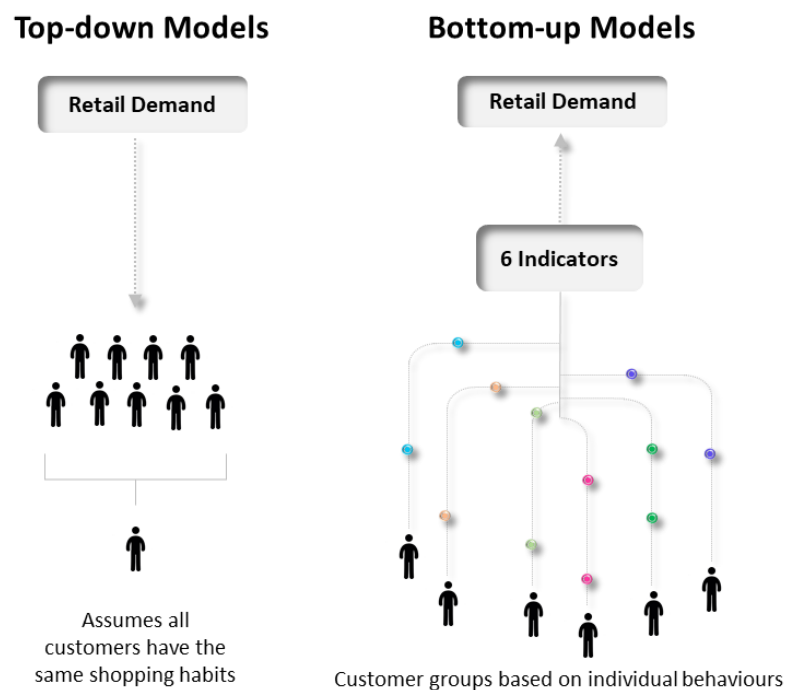 Top-down Models
Bottom-up Models
Retail Demand
Retail Demand
6 Indicators
Assumes all
customers have the
same shopping habits
Customer groups based on individual behaviours